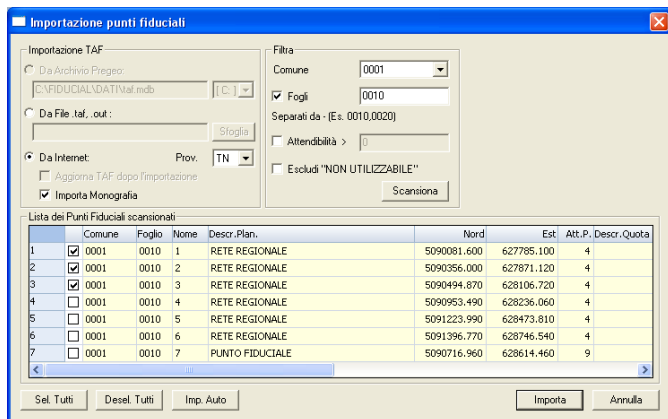 Importazione punti fiduciali
Importazione TAF
Da Archivio Pregeo:
C:\FIDUCIAL\DATI\taf.mdb [ C: ]
Da File .taf, .out :
Sfoglia
Da Internet: Prov. TN
Aggiorna TAF dopo l'importazione
Importa Monografia
Filtra
Comune 0001
Fogli 0010
Separati da - (Es. 0010,0020)
Attendibilità > 0
Escludi "NON UTILIZZABILE"
Scansiona
Lista dei Punti Fiduciali scansionati
Comune Foglio Nome Descr.Plan. Nord Est Att.P. Descr.Quota
1 0001 0010 1 RETE REGIONALE 5090081.600 627785.100 4
2 0001 0010 2 RETE REGIONALE 5090356.000 627871.120 4
3 0001 0010 3 RETE REGIONALE 5090494.870 628106.720 4
4 0001 0010 4 RETE REGIONALE 5090953.490 628236.060 4
5 0001 0010 5 RETE REGIONALE 5091223.990 628473.810 4
6 0001 0010 6 RETE REGIONALE 5091396.770 628746.540 4
7 0001 0010 7 PUNTO FIDUCIALE 5090716.960 628614.460 9
Sel. Tutti Desel. Tutti Imp. Auto Importa Annulla